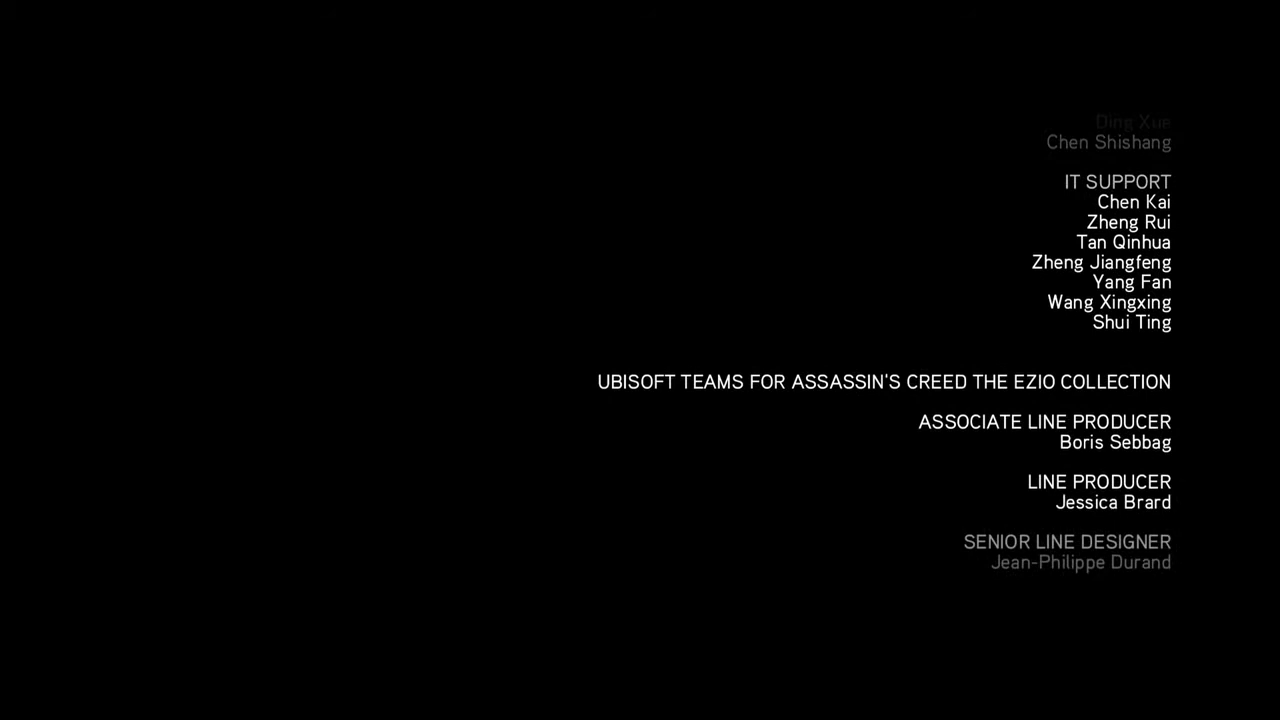 Ding Xue
Chen Shishang
IT SUPPORT
Chen Kai
Zheng Rui
Tan Qinhua
Zheng Jiangfeng
Yang Fan
Wang Xingxing
Shui Ting
UBISOFT TEAMS FOR ASSASSIN'S CREED THE EZIO COLLECTION
ASSOCIATE LINE PRODUCER
Boris Sebbag
LINE PRODUCER
Jessica Brard
SENIOR LINE DESIGNER
Jean-Philippe Durand